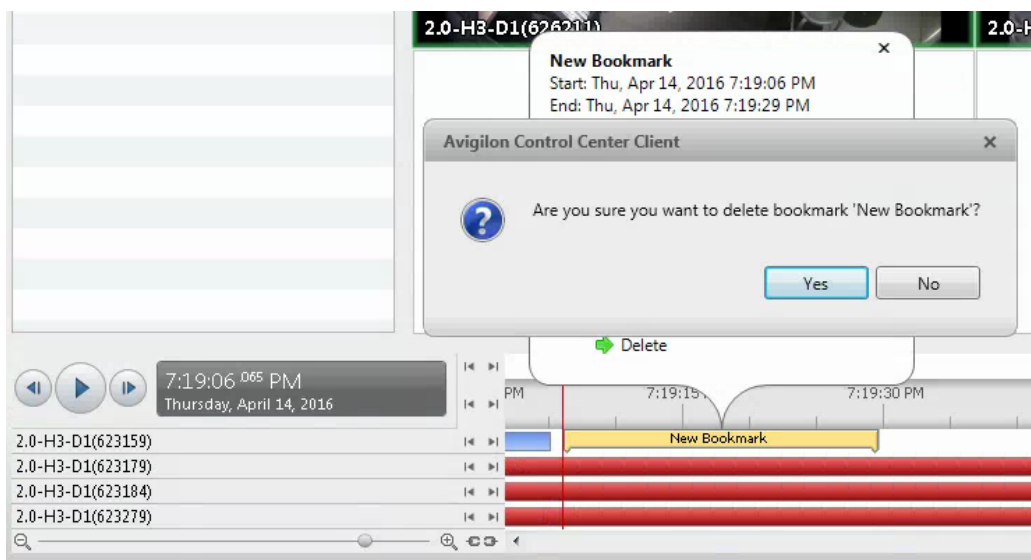 2.0-H3-D1(626211)
2.0-H
New Bookmark
Start: Thu, Apr 14, 2016 7:19:06 PM
End: Thu, Apr 14, 2016 7:19:29 PM
Avigilon Control Center Client
Are you sure you want to delete bookmark 'New Bookmark'?
Yes
No
Delete
7:19:06 .065 PM
Thursday, April 14, 2016
PM
7:19:15
7:19:30 PM
2.0-H3-D1(623159)
New Bookmark
2.0-H3-D1(623179)
2.0-H3-D1(623184)
2.0-H3-D1(623279)